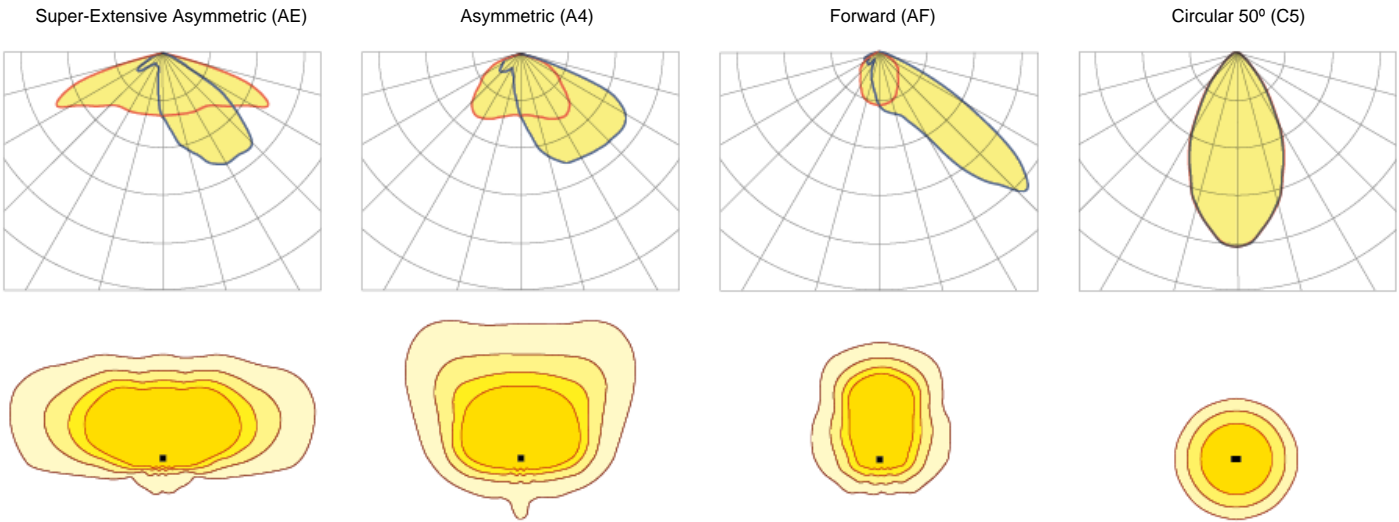 Super-Extensive Asymmetric (AE)
Asymmetric (A4)
Forward (AF)
Circular 50º (C5)